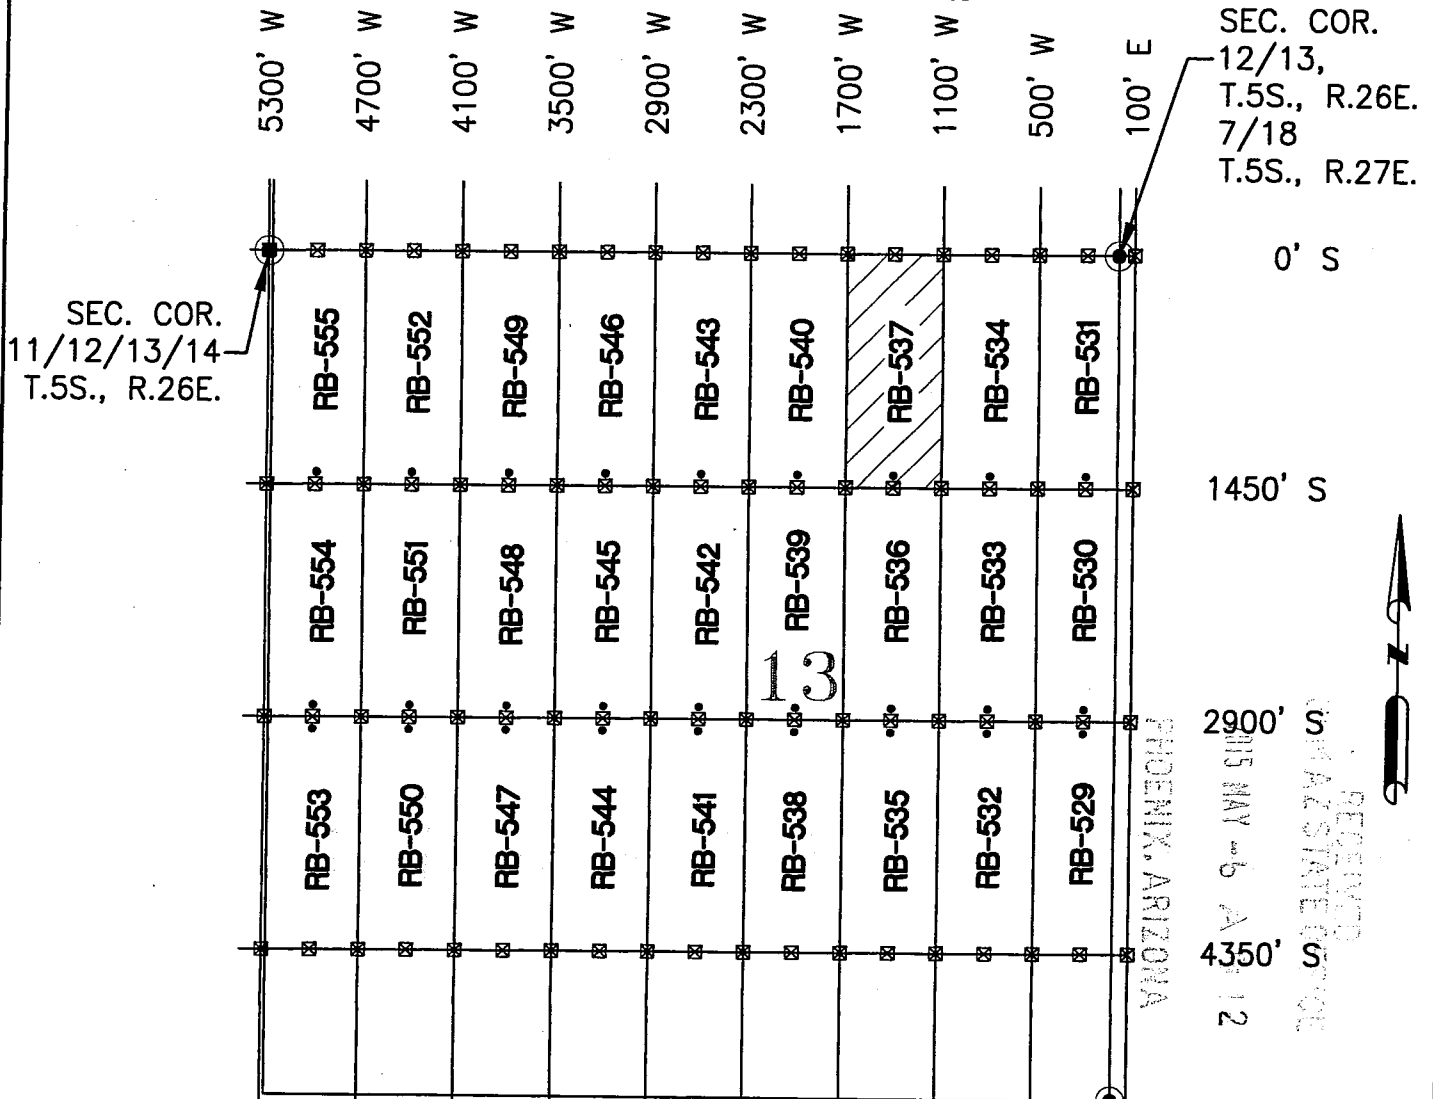 5300' W
4700' W
4100' W
3500' W
2900' W
2300' W
1700' W
1100' W
500' W
100' E
SEC. COR.
12/13,
T.5S., R.26E.
7/18
T.5S., R.27E.
0' S
SEC. COR.
11/12/13/14
T.5S., R.26E.
RB-555
RB-552
RB-549
RB-546
RB-543
RB-540
RB-537
RB-534
RB-531
1450' S
RB-554
RB-551
RB-548
RB-545
RB-542
RB-539
RB-536
RB-533
RB-530
13
N
2900' S
RB-553
RB-550
RB-547
RB-544
RB-541
RB-538
RB-535
RB-532
RB-529
4350' S
RECEIVED
AZ STATE OFFICE
MAY -6 A 12
PHOENIX, ARIZONA